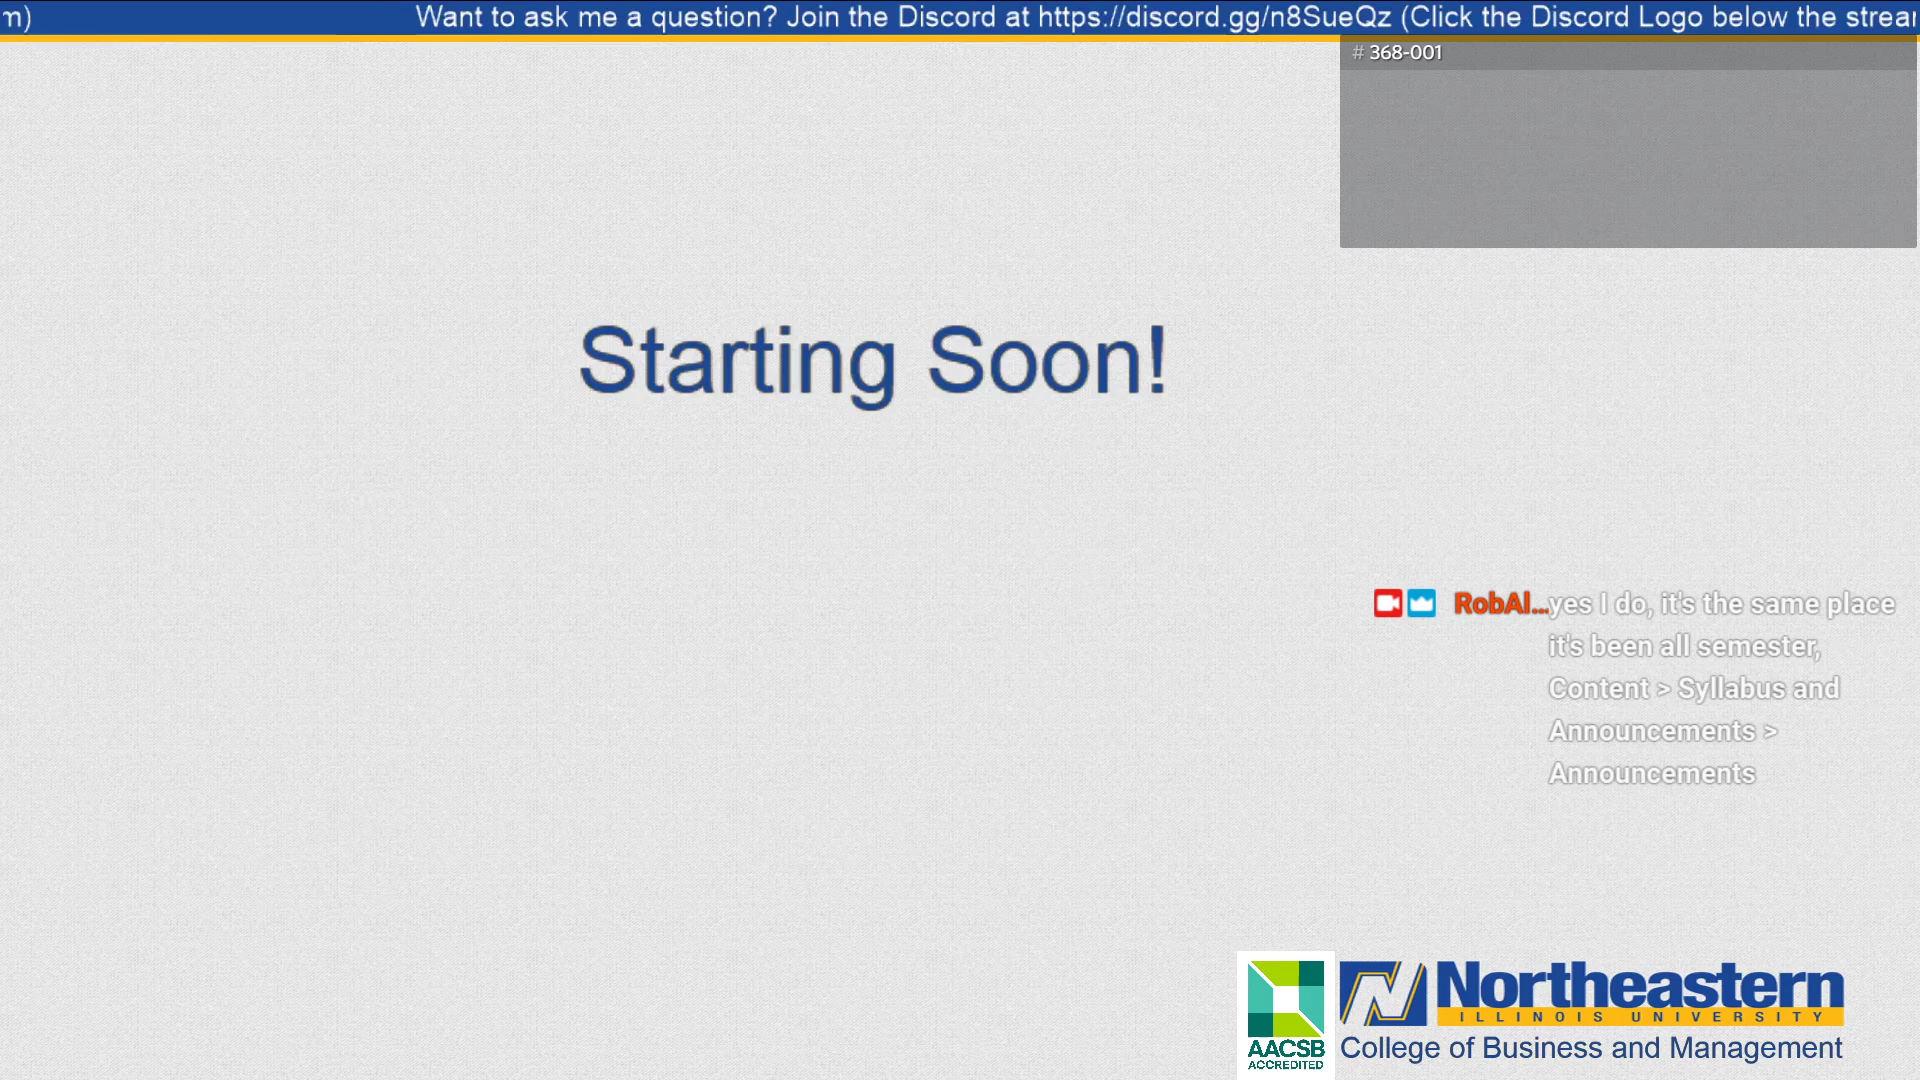 m) Want to ask me a question? Join the Discord at https://discord.gg/n8SueQz (Click the Discord Logo below the strea
# 368-001
Starting Soon!
RobAl... yes I do, it's the same place
it's been all semester,
Content > Syllabus and
Announcements >
Announcements
AACSB
ACCREDITED
Northeastern
ILLINOIS UNIVERSITY
College of Business and Management